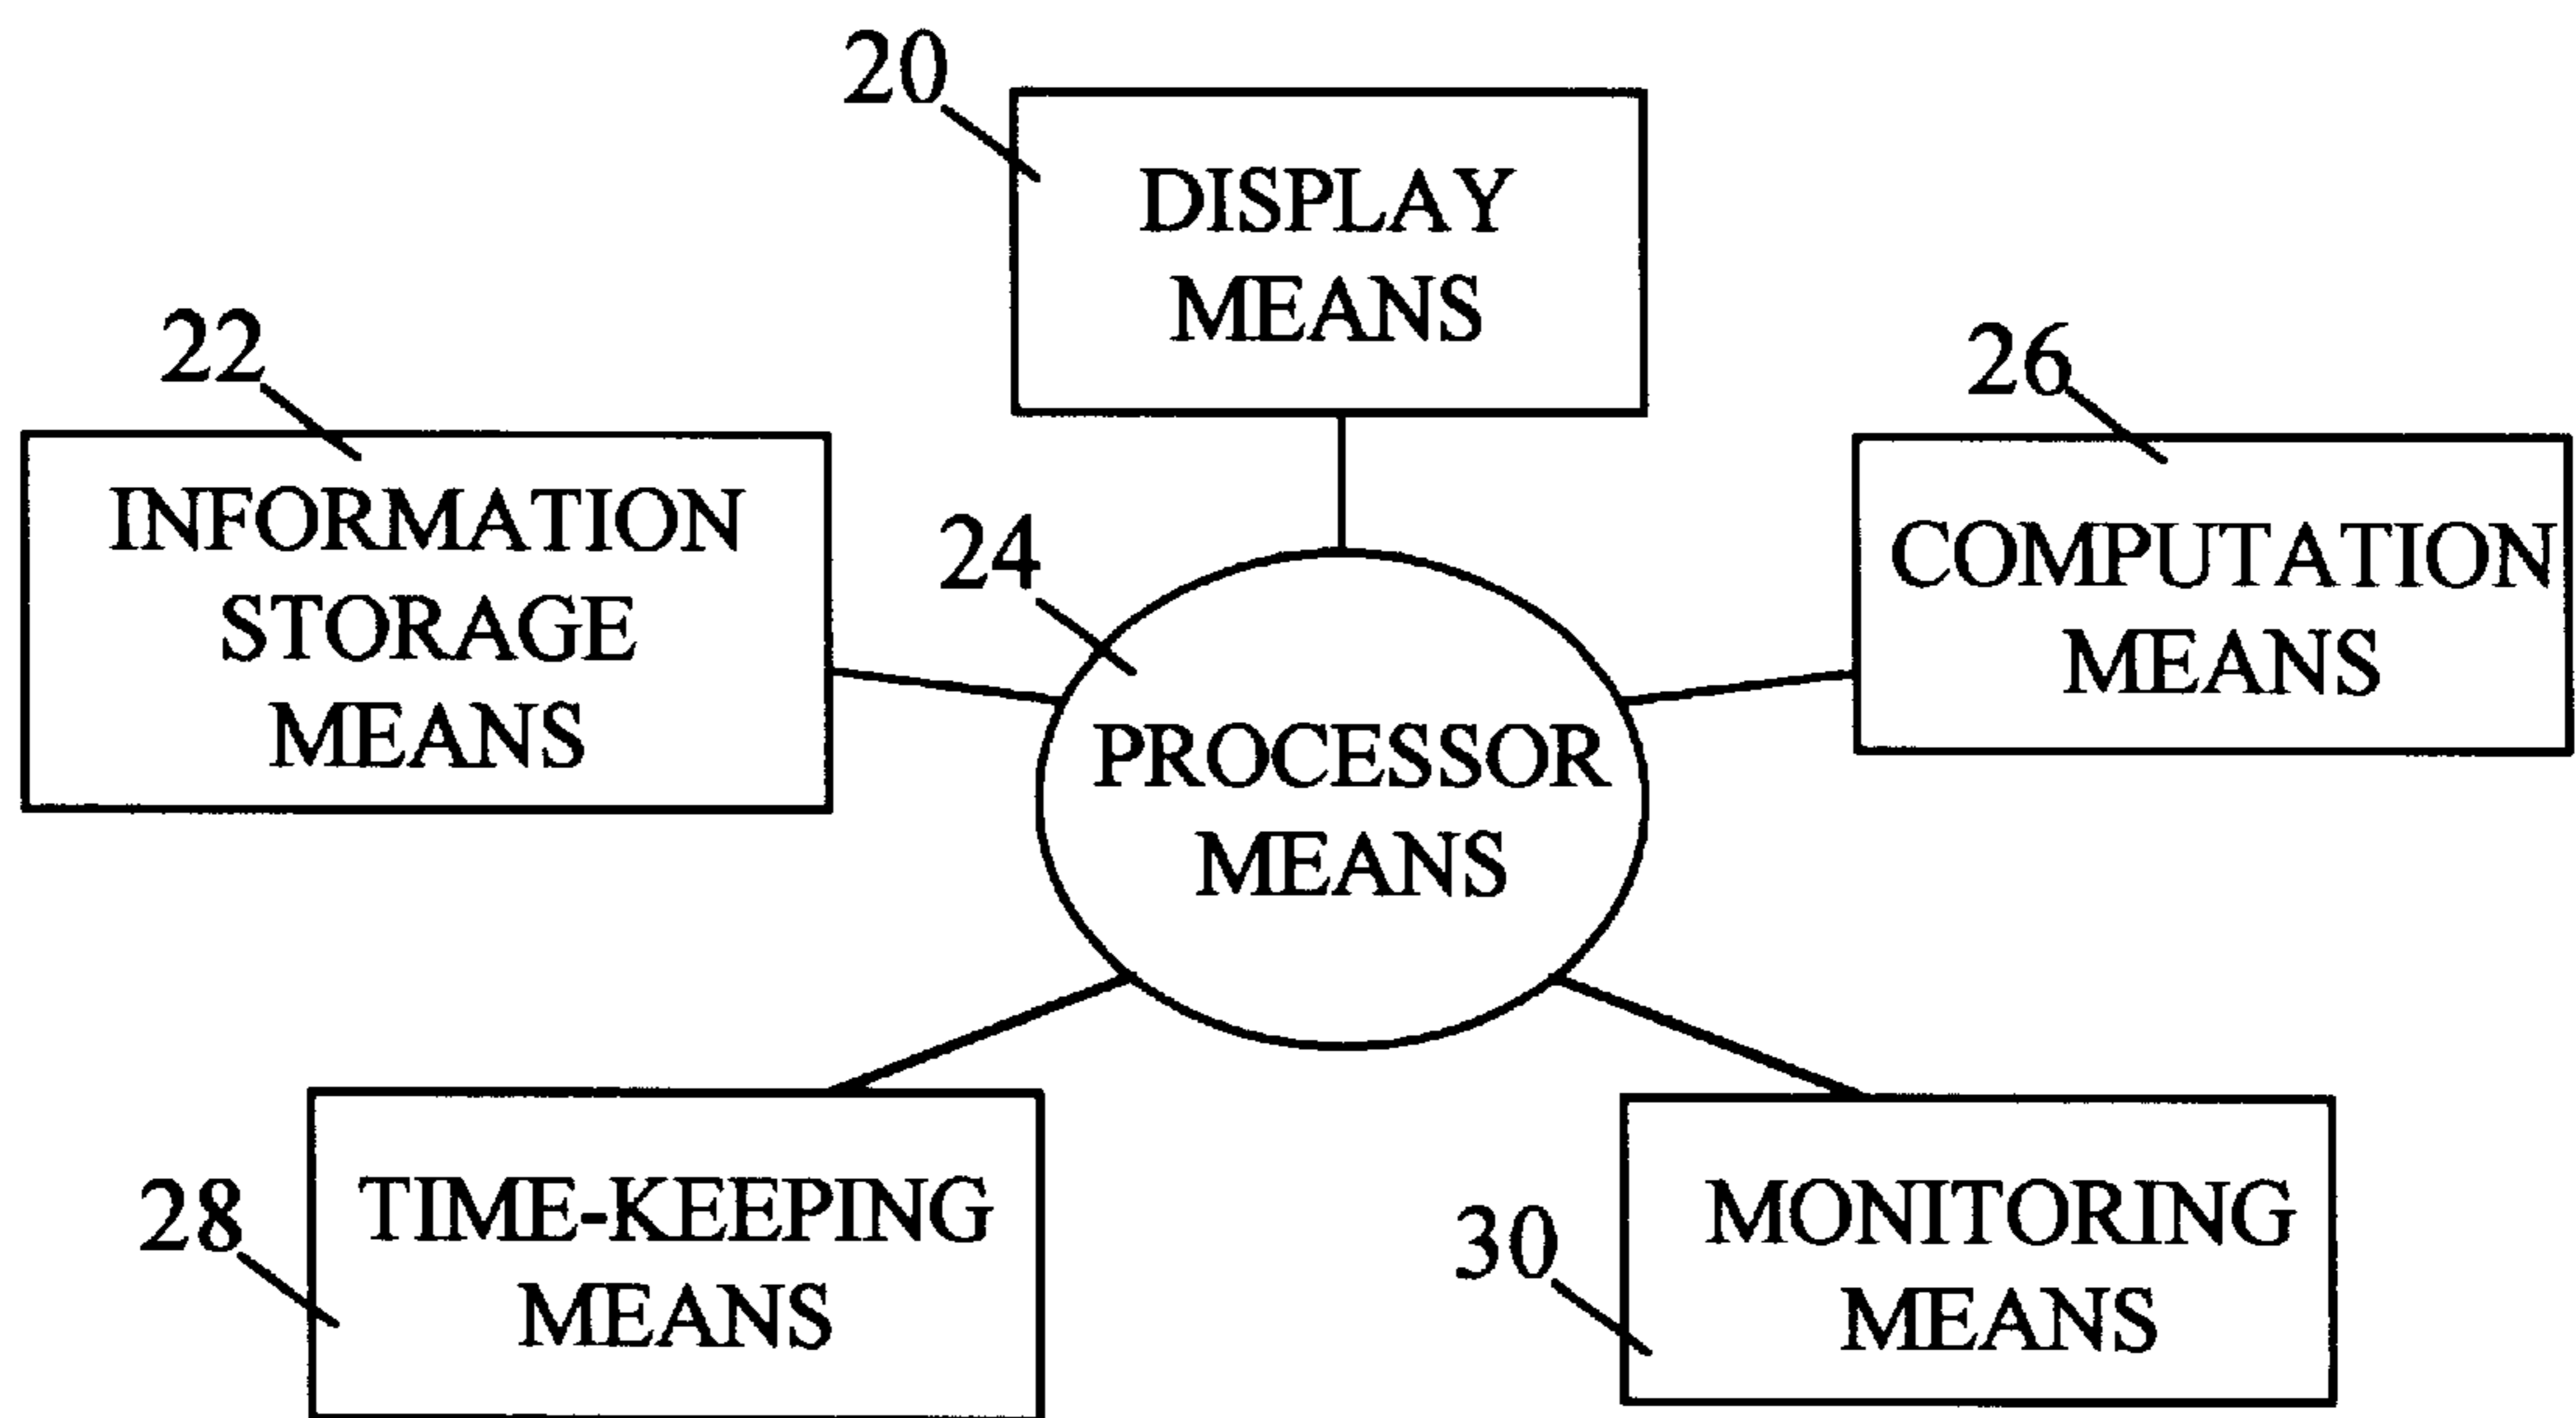 20
DISPLAY
MEANS
22
INFORMATION
STORAGE
MEANS
26
COMPUTATION
MEANS
24
PROCESSOR
MEANS
28
TIME-KEEPING
MEANS
30
MONITORING
MEANS